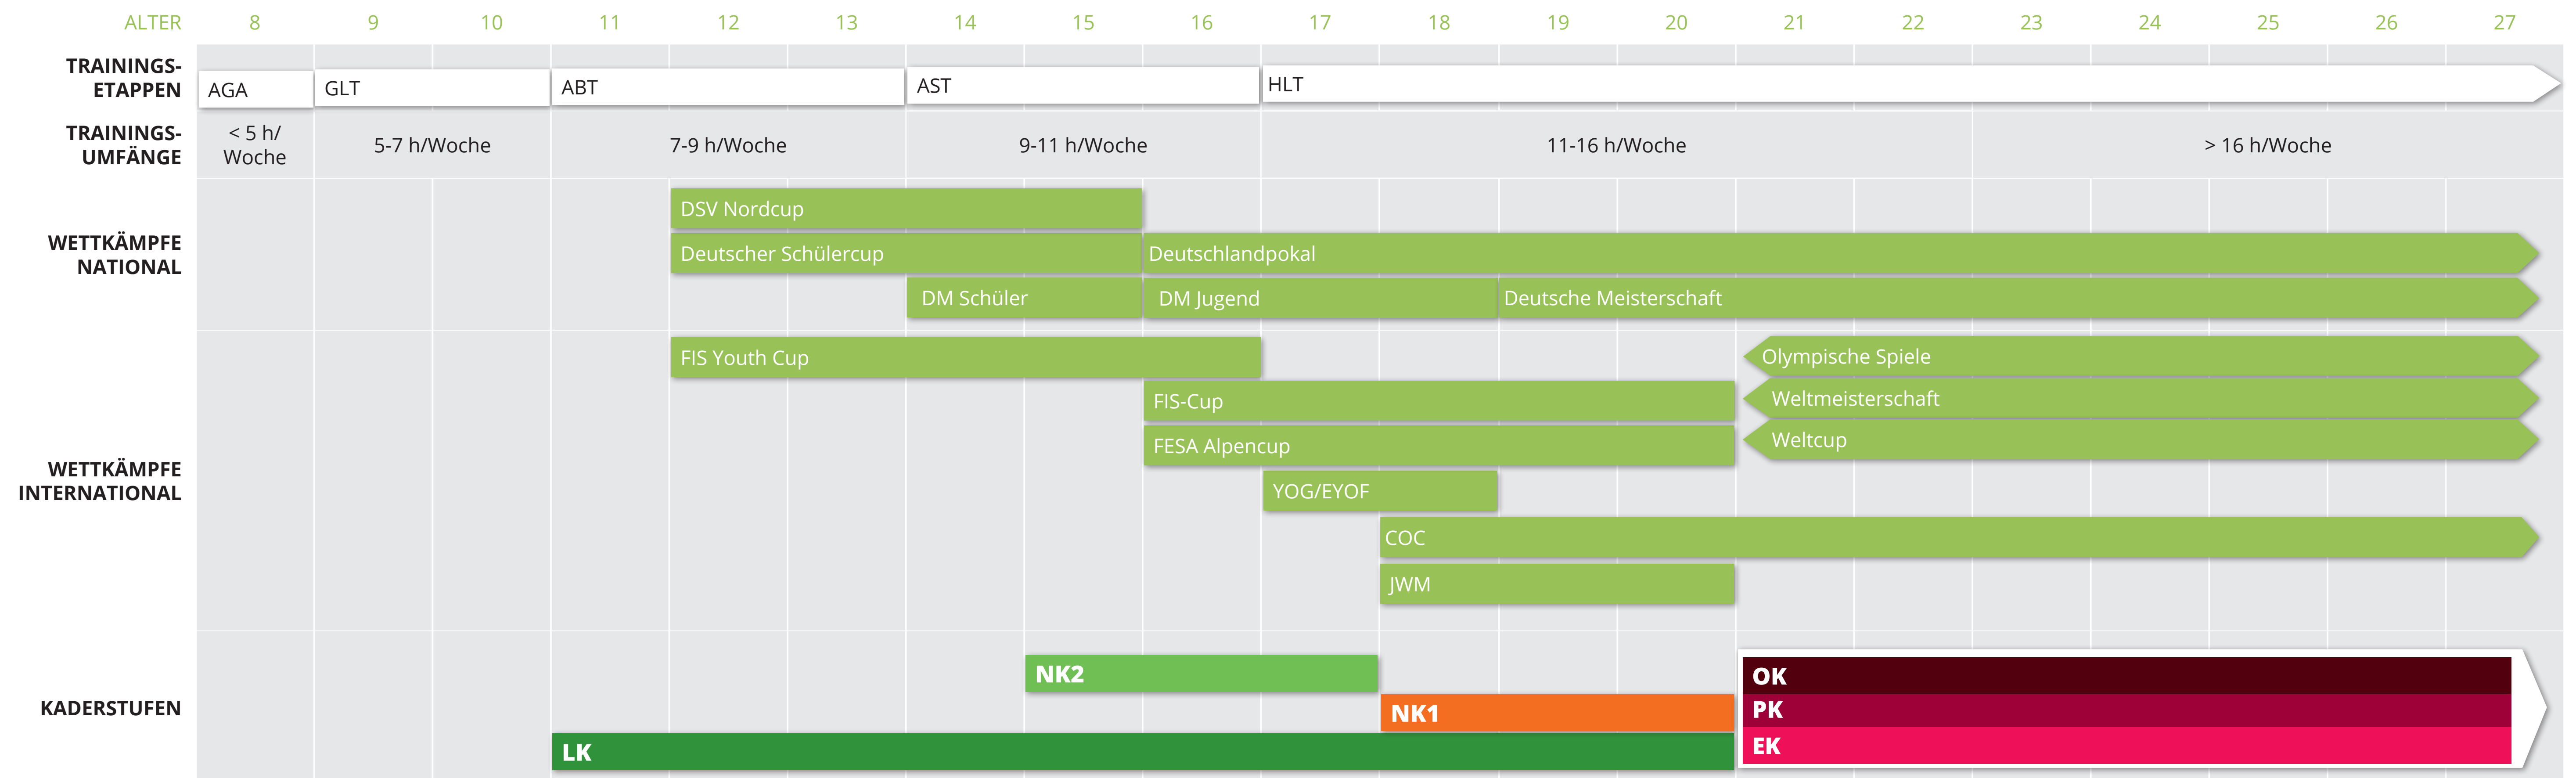 ALTER 8 9 10 11 12 13 14 15 16 17 18 19 20 21 22 23 24 25 26 27
TRAININGS-
ETAPPEN
AGA GLT ABT AST HLT
TRAININGS-
UMFÄNGE
< 5 h/
Woche
5-7 h/Woche 7-9 h/Woche 9-11 h/Woche 11-16 h/Woche > 16 h/Woche
WETTKÄMPFE
NATIONAL
DSV Nordcup
Deutscher Schülercup Deutschlandpokal
DM Schüler DM Jugend Deutsche Meisterschaft
WETTKÄMPFE
INTERNATIONAL
FIS Youth Cup Olympische Spiele
FIS-Cup Weltmeisterschaft
FESA Alpencup Weltcup
YOG/EYOF
COC
JWM
KADERSTUFEN
NK2 OK
NK1 PK
LK EK